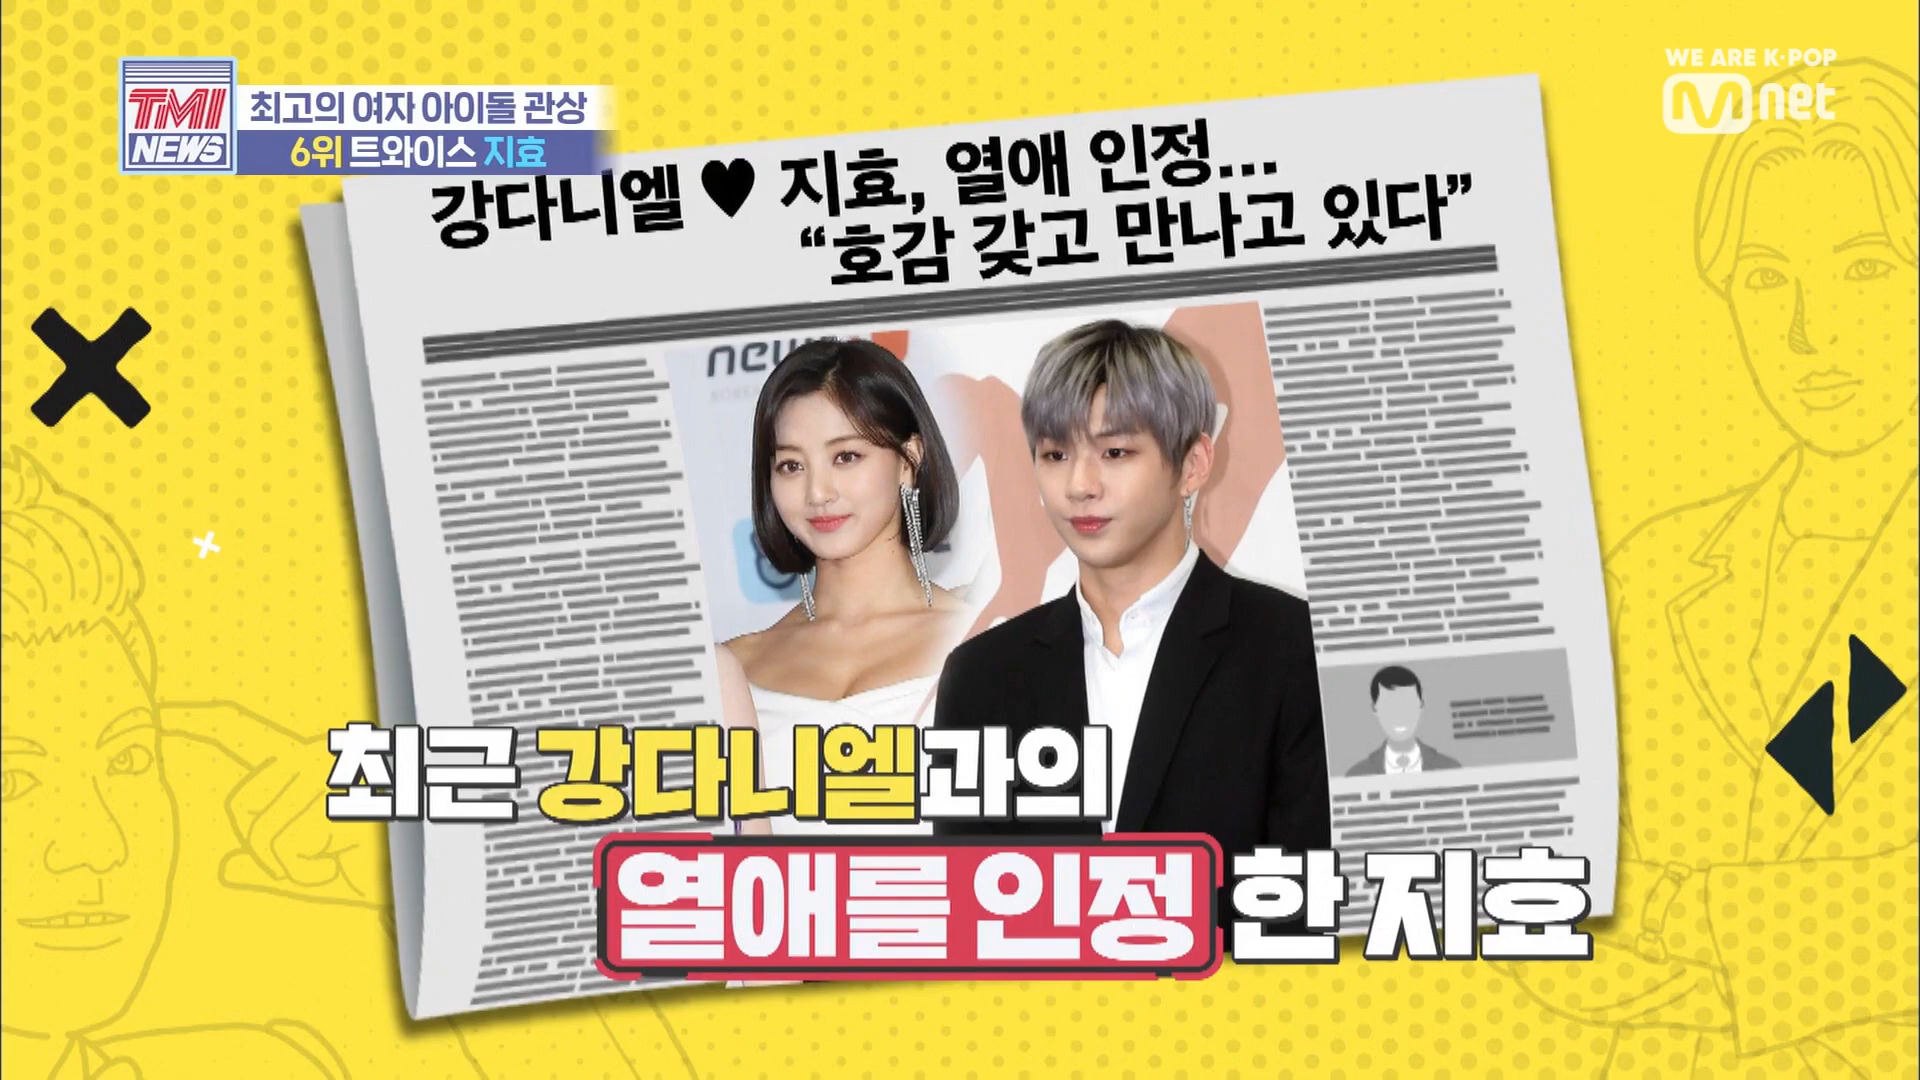 WE ARE K-POP
Mnet
TMI
NEWS
최고의 여자 아이돌 관상
6위 트와이스 지효
강다니엘 ♥ 지효, 열애 인정...
“호감 갖고 만나고 있다”
최근 강다니엘과의
열애를 인정 한 지효